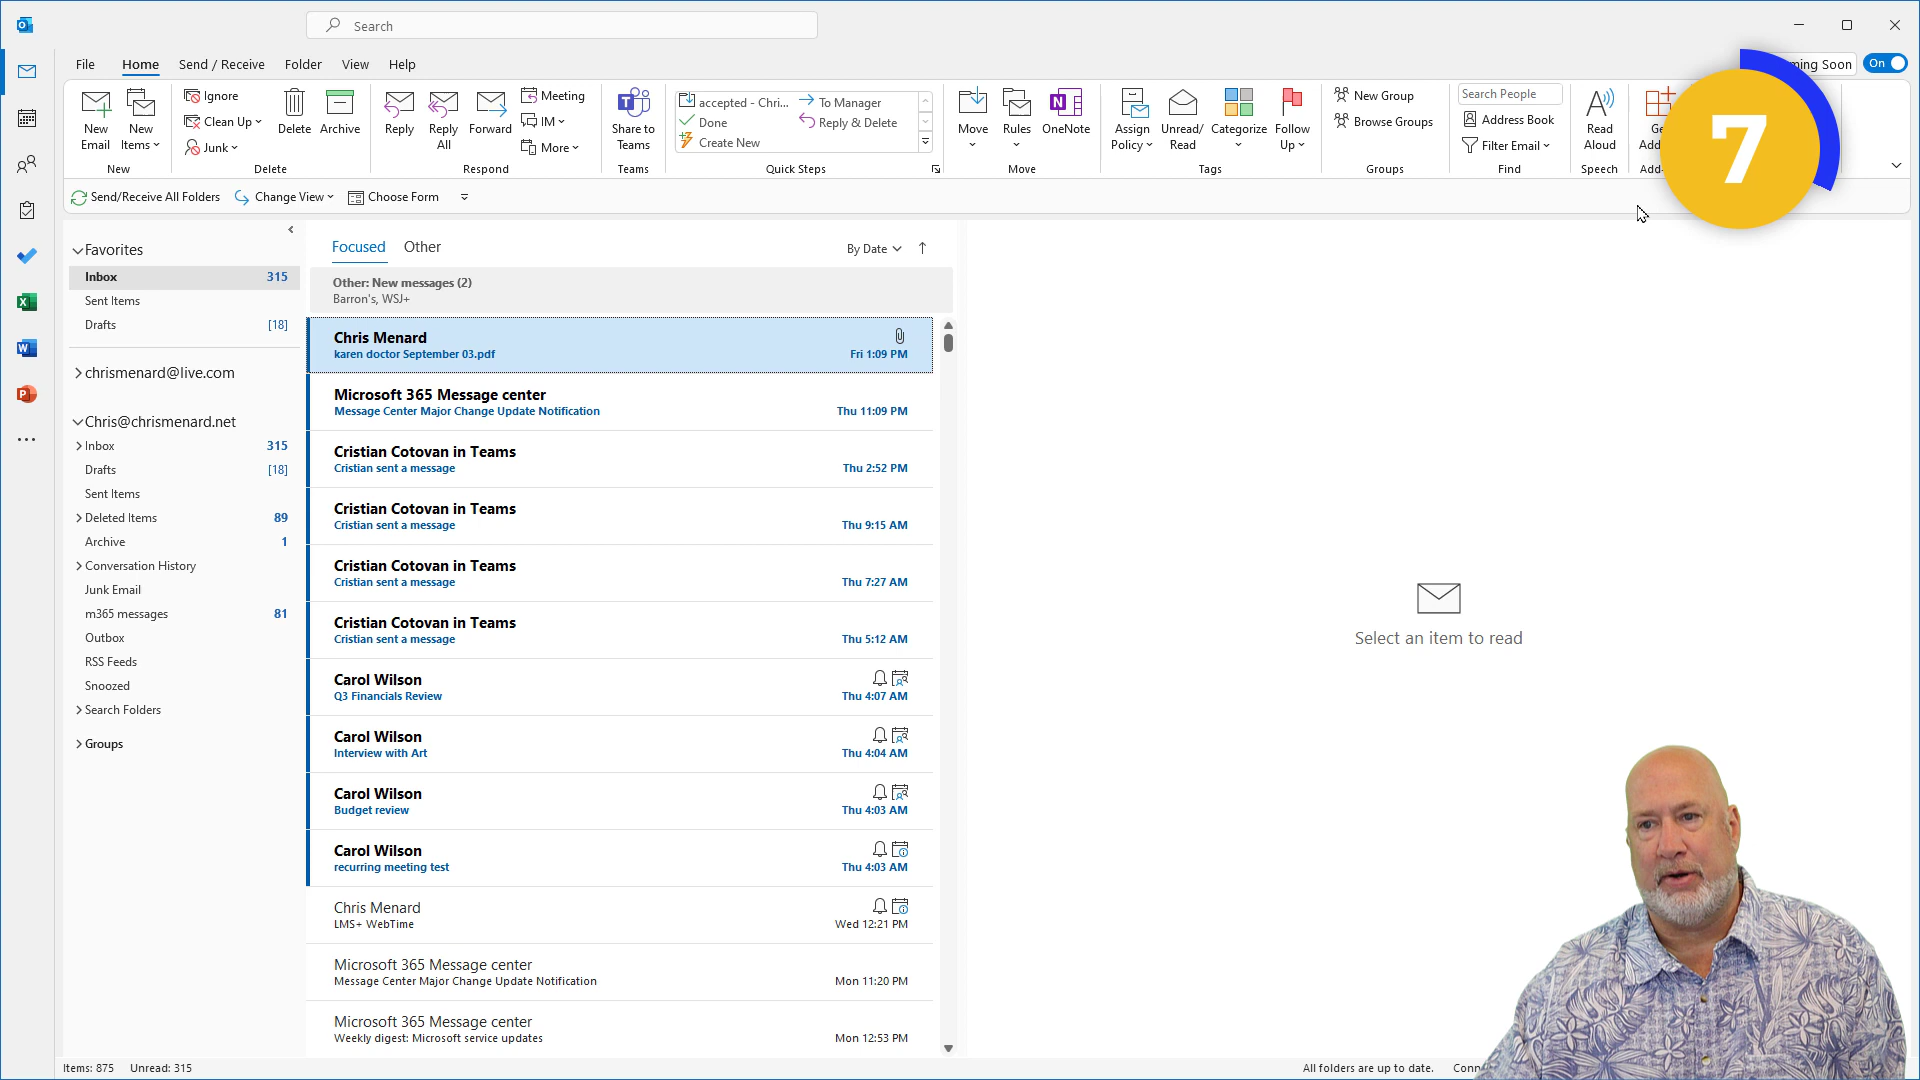 Search
File Home Send / Receive Folder View Help
ming Soon On
New Email
New Items
New
Ignore
Clean Up
Junk
Delete
Archive
Delete
Reply
Reply All
Forward
Meeting
IM
More
Respond
Share to Teams
Teams
accepted - Chri...
Done
Create New
To Manager
Reply & Delete
Quick Steps
Move
Rules
OneNote
Move
Assign Policy
Unread/ Read
Categorize
Follow Up
Tags
New Group
Browse Groups
Groups
Search People
Address Book
Filter Email
Find
Read Aloud
Speech
7
Send/Receive All Folders Change View Choose Form
Favorites
Inbox 315
Sent Items
Drafts [18]
chrismenard@live.com
Chris@chrismenard.net
Inbox 315
Drafts [18]
Sent Items
Deleted Items 89
Archive 1
Conversation History
Junk Email
m365 messages 81
Outbox
RSS Feeds
Snoozed
Search Folders
Groups
Focused Other By Date
Other: New messages (2)
Barron's, WSJ+
Chris Menard
karen doctor September 03.pdf Fri 1:09 PM
Microsoft 365 Message center
Message Center Major Change Update Notification Thu 11:09 PM
Cristian Cotovan in Teams
Cristian sent a message Thu 2:52 PM
Cristian Cotovan in Teams
Cristian sent a message Thu 9:15 AM
Cristian Cotovan in Teams
Cristian sent a message Thu 7:27 AM
Cristian Cotovan in Teams
Cristian sent a message Thu 5:12 AM
Carol Wilson
Q3 Financials Review Thu 4:07 AM
Carol Wilson
Interview with Art Thu 4:04 AM
Carol Wilson
Budget review Thu 4:03 AM
Carol Wilson
recurring meeting test Thu 4:03 AM
Chris Menard
LMS+ WebTime Wed 12:21 PM
Microsoft 365 Message center
Message Center Major Change Update Notification Mon 11:20 PM
Microsoft 365 Message center
Weekly digest: Microsoft service updates Mon 12:53 PM
Select an item to read
Items: 875 Unread: 315
All folders are up to date.